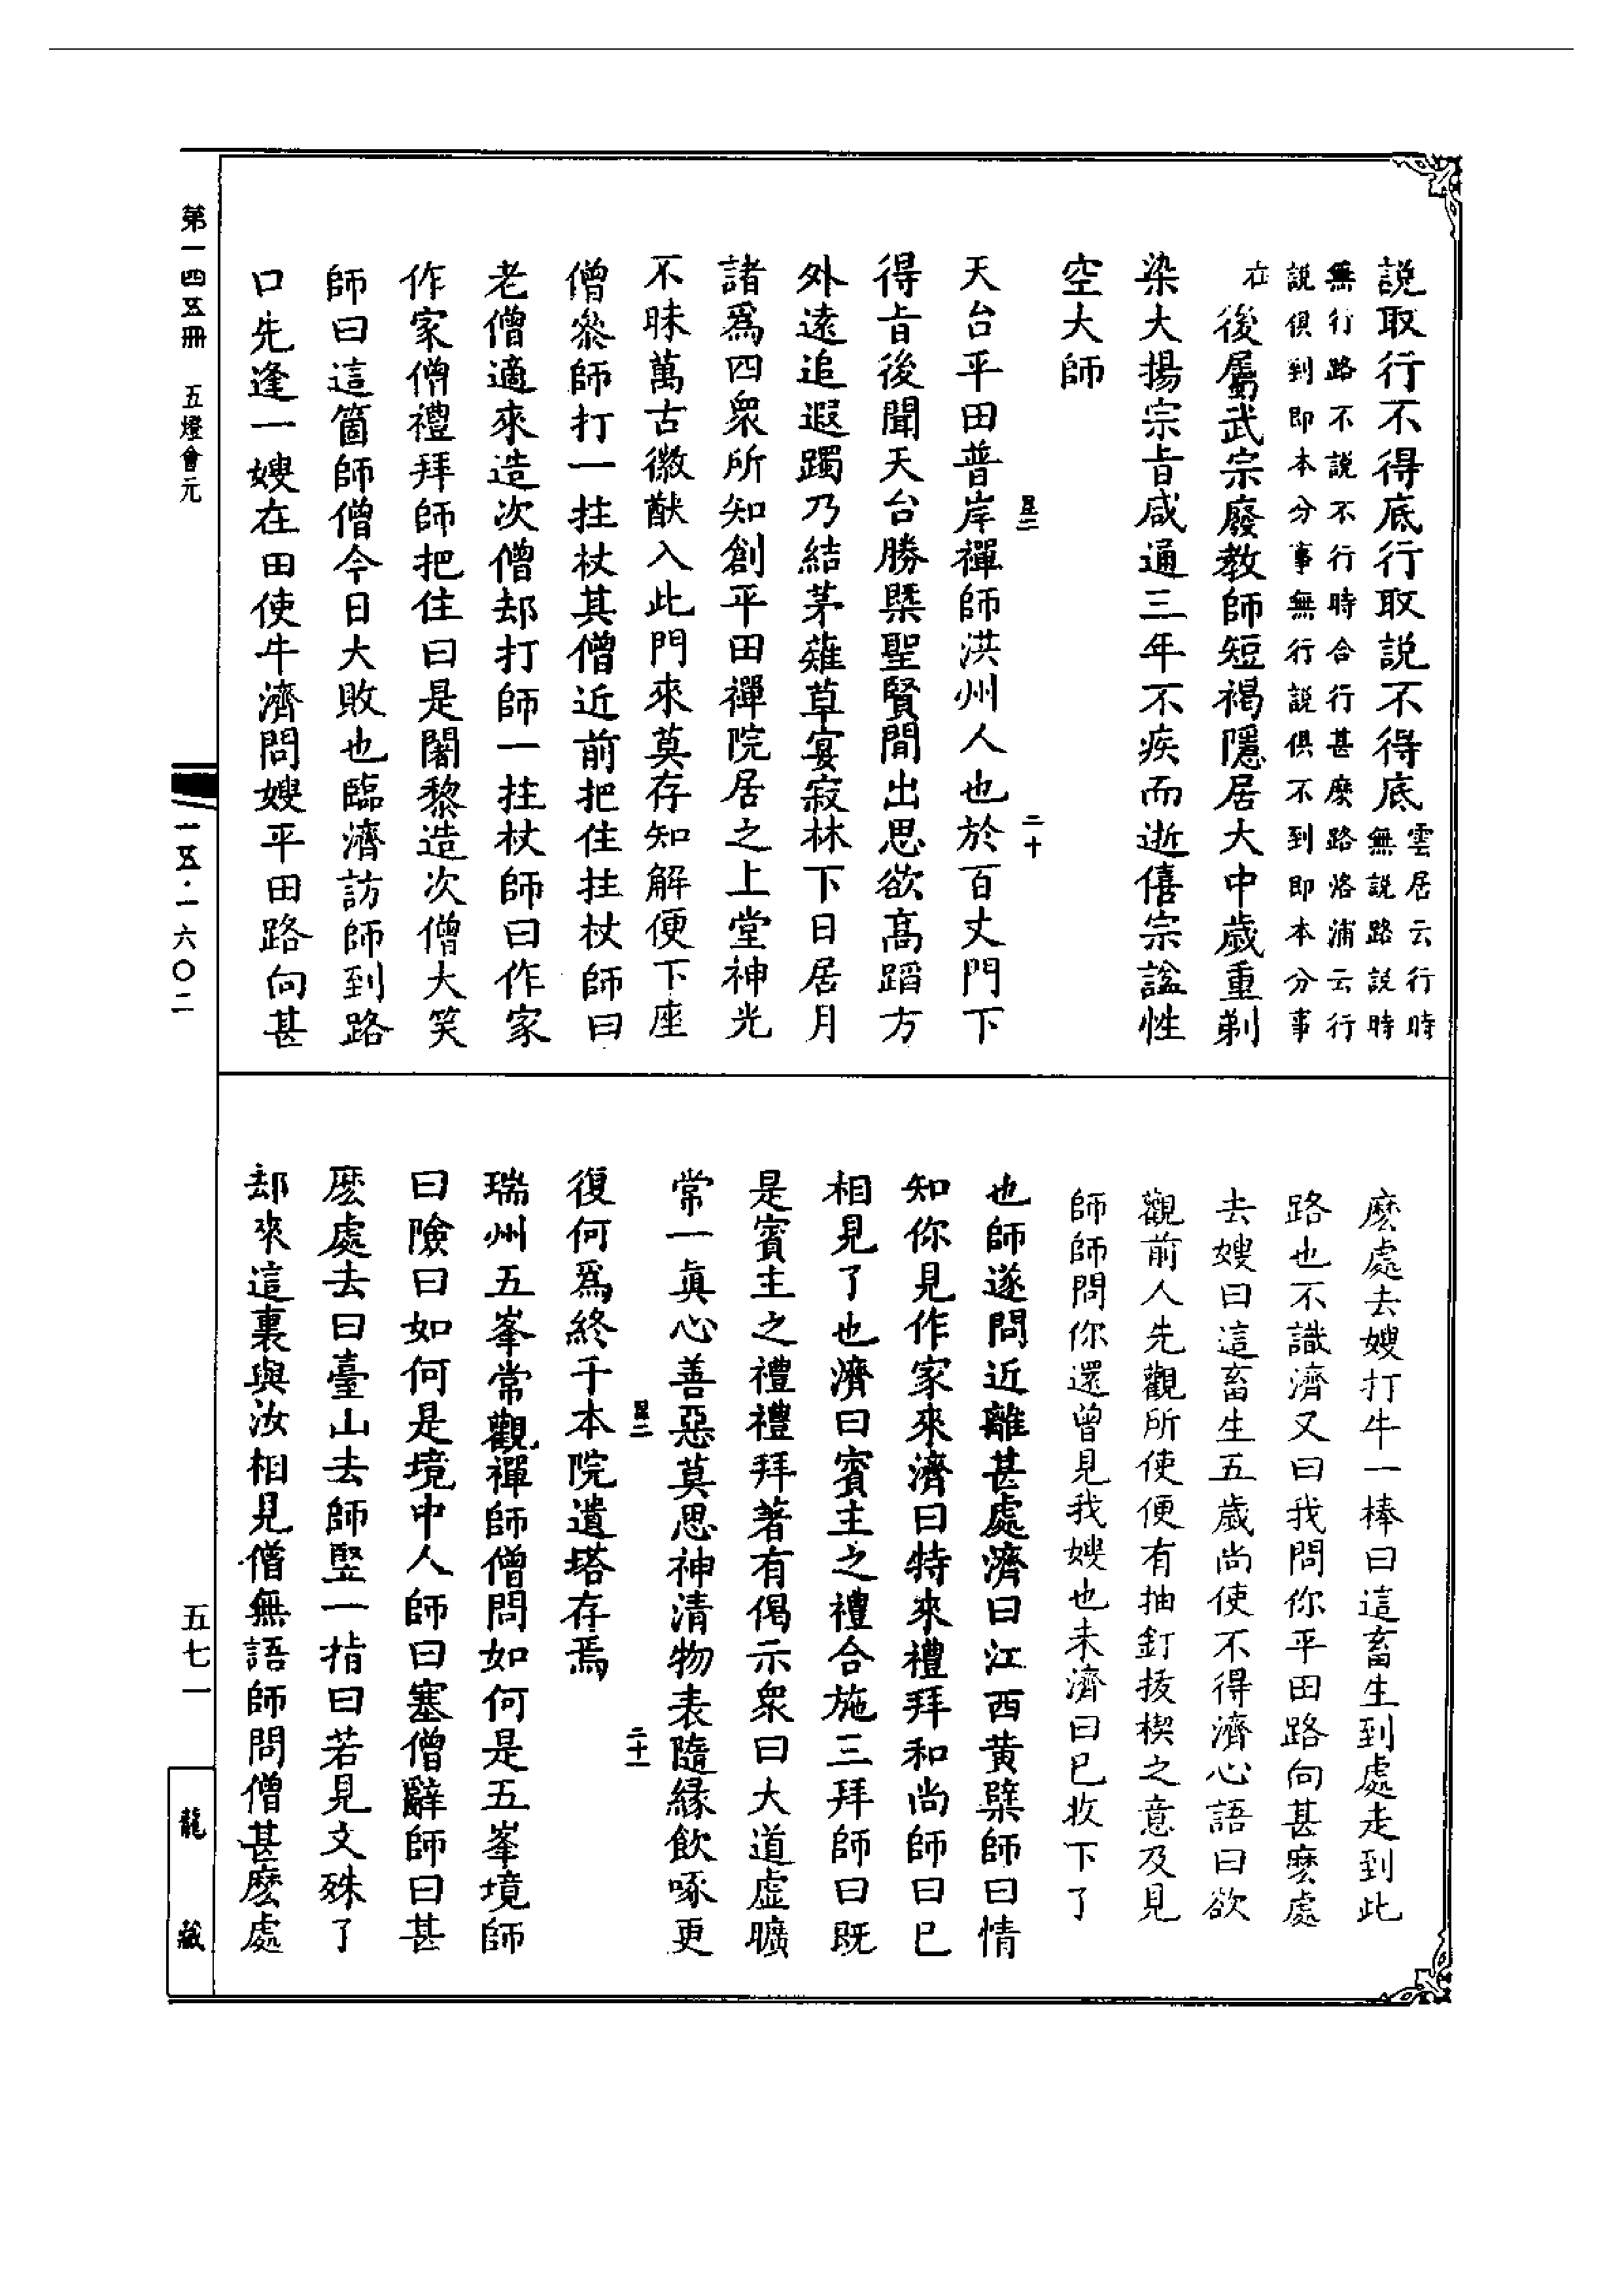 説取行不得底行取説不得底雲居云行時
無説路説時
無行路不説不行時合行甚麼路洛浦云行
説俱到即本分事無行説俱不到即本分事
在後屬武宗廢教師短褐隱居大中歲重剃
染大揚宗旨咸通三年不疾而逝僖宗諡性
空大師
二十
天台平田普岸禪師洪州人也於百丈門下
得旨後聞天台勝槩聖賢間出思欲高蹈方
外遠追遐躅乃結茅薙草宴寂林下日居月
諸爲四衆所知創平田禪院居之上堂神光
不昧萬古徽猷入此門來莫存知解便下座
僧叅師打一拄杖其僧近前把住拄杖師曰
老僧適來造次僧却打師一拄杖師曰作家
作家僧禮拜師把住曰是闍黎造次僧大笑
師曰這箇師僧今日大敗也臨濟訪師到路
口先逢一嫂在田使牛濟問嫂平田路向甚
麽處去嫂打牛一棒曰這畜生到處走到此
路也不識濟又曰我問你平田路向甚麽處
去嫂曰這畜生五歲尚使不得濟心語曰欲
觀前人先觀所使便有抽釘拔楔之意及見
師師問你還曾見我嫂也未濟曰已收下了
也師遂問近離甚處濟曰江西黄檗師曰情
知你見作家來濟曰特來禮拜和尚師曰已
相見了也濟曰賓主之禮合施三拜師曰既
是賓主之禮禮拜著有偈示衆曰大道虛曠
常一眞心善惡莫思神清物表隨緣飲啄更
二十一
復何爲終于本院遺塔存焉
瑞州五峯常觀禪師僧問如何是五峯境師
曰險曰如何是境中人師曰塞僧辭師曰甚
麽處去曰臺山去師竪一指曰若見文殊了
却來這裏與汝相見僧無語師問僧甚麽處
第一四五冊 五燈會元
一五·一六〇二
五七一
龍藏